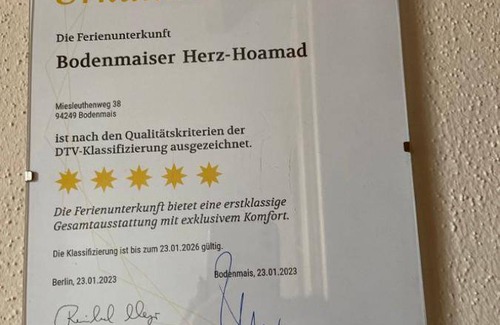 Die Ferienunterkunft
Bodenmaiser Herz-Hoamad
Miesleuthenweg 38
94249 Bodenmais
ist nach den Qualitätskriterien der
DTV-Klassifizierung ausgezeichnet.
Die Ferienunterkunft bietet eine erstklassige
Gesamtausstattung mit exklusivem Komfort.
Die Klassifizierung ist bis zum 23.01.2026 gültig.
Berlin, 23.01.2023
Bodenmais, 23.01.2023